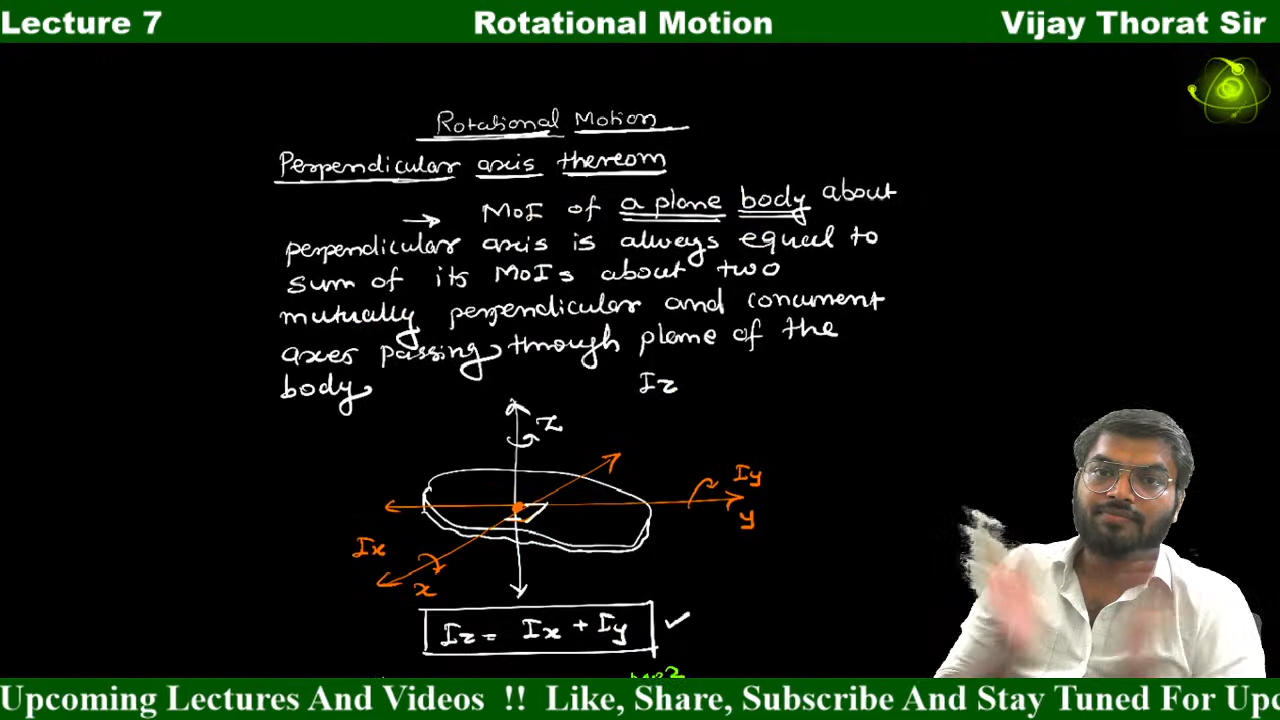 Lecture 7 Rotational Motion Vijay Thorat Sir
Rotational Motion
Perpendicular axis thereom
→ MoI of a plane body about
perpendicular axis is always equal to
sum of its MoIs about two
mutually perpendicular and concurrent
axes passing through plane of the
body
Iz
Z
Iy
y
Ix
x
Iz = Ix + Iy ✓
Upcoming Lectures And Videos !! Like, Share, Subscribe And Stay Tuned For Upc